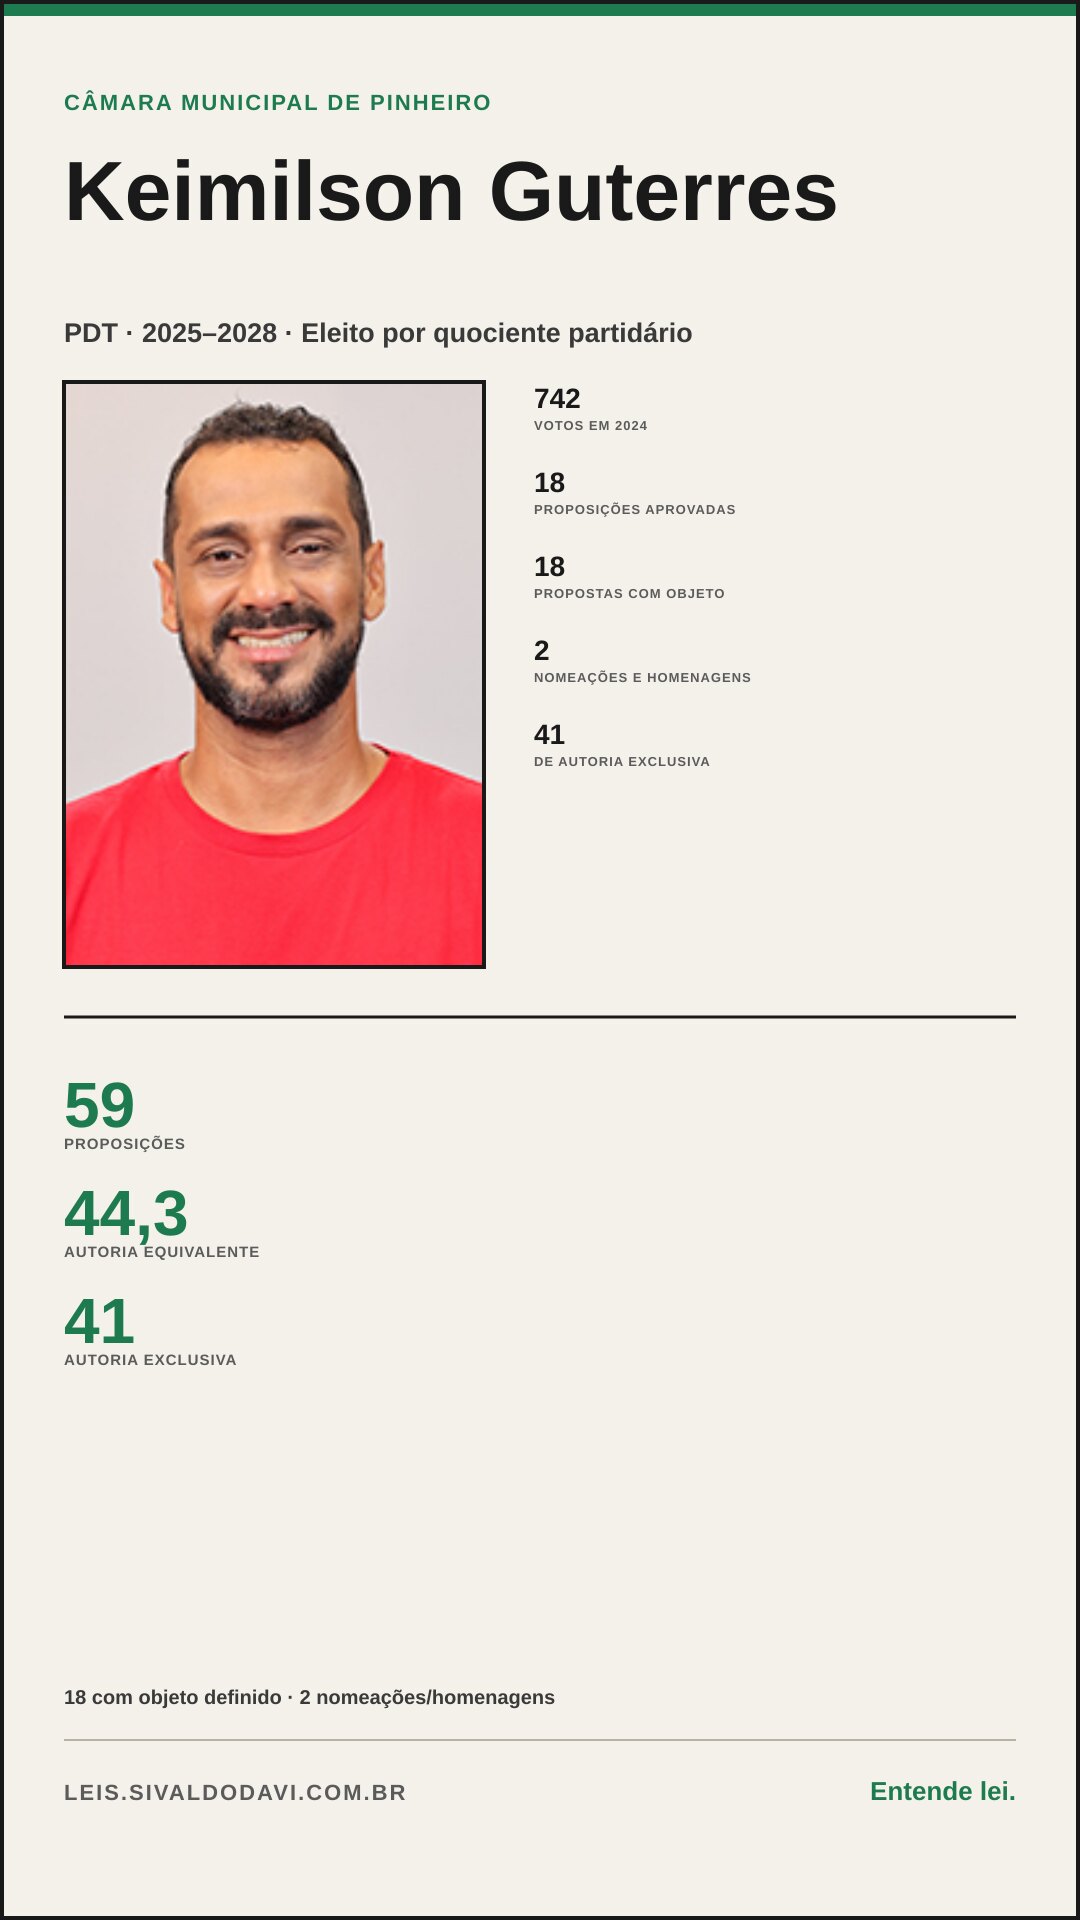 CÂMARA MUNICIPAL DE PINHEIRO
Keimilson Guterres
PDT · 2025–2028 · Eleito por quociente partidário
742
VOTOS EM 2024
18
PROPOSIÇÕES APROVADAS
18
PROPOSTAS COM OBJETO
2
NOMEAÇÕES E HOMENAGENS
41
DE AUTORIA EXCLUSIVA
59
PROPOSIÇÕES
44,3
AUTORIA EQUIVALENTE
41
AUTORIA EXCLUSIVA
18 com objeto definido · 2 nomeações/homenagens
LEIS.SIVALDODAVI.COM.BR
Entende lei.